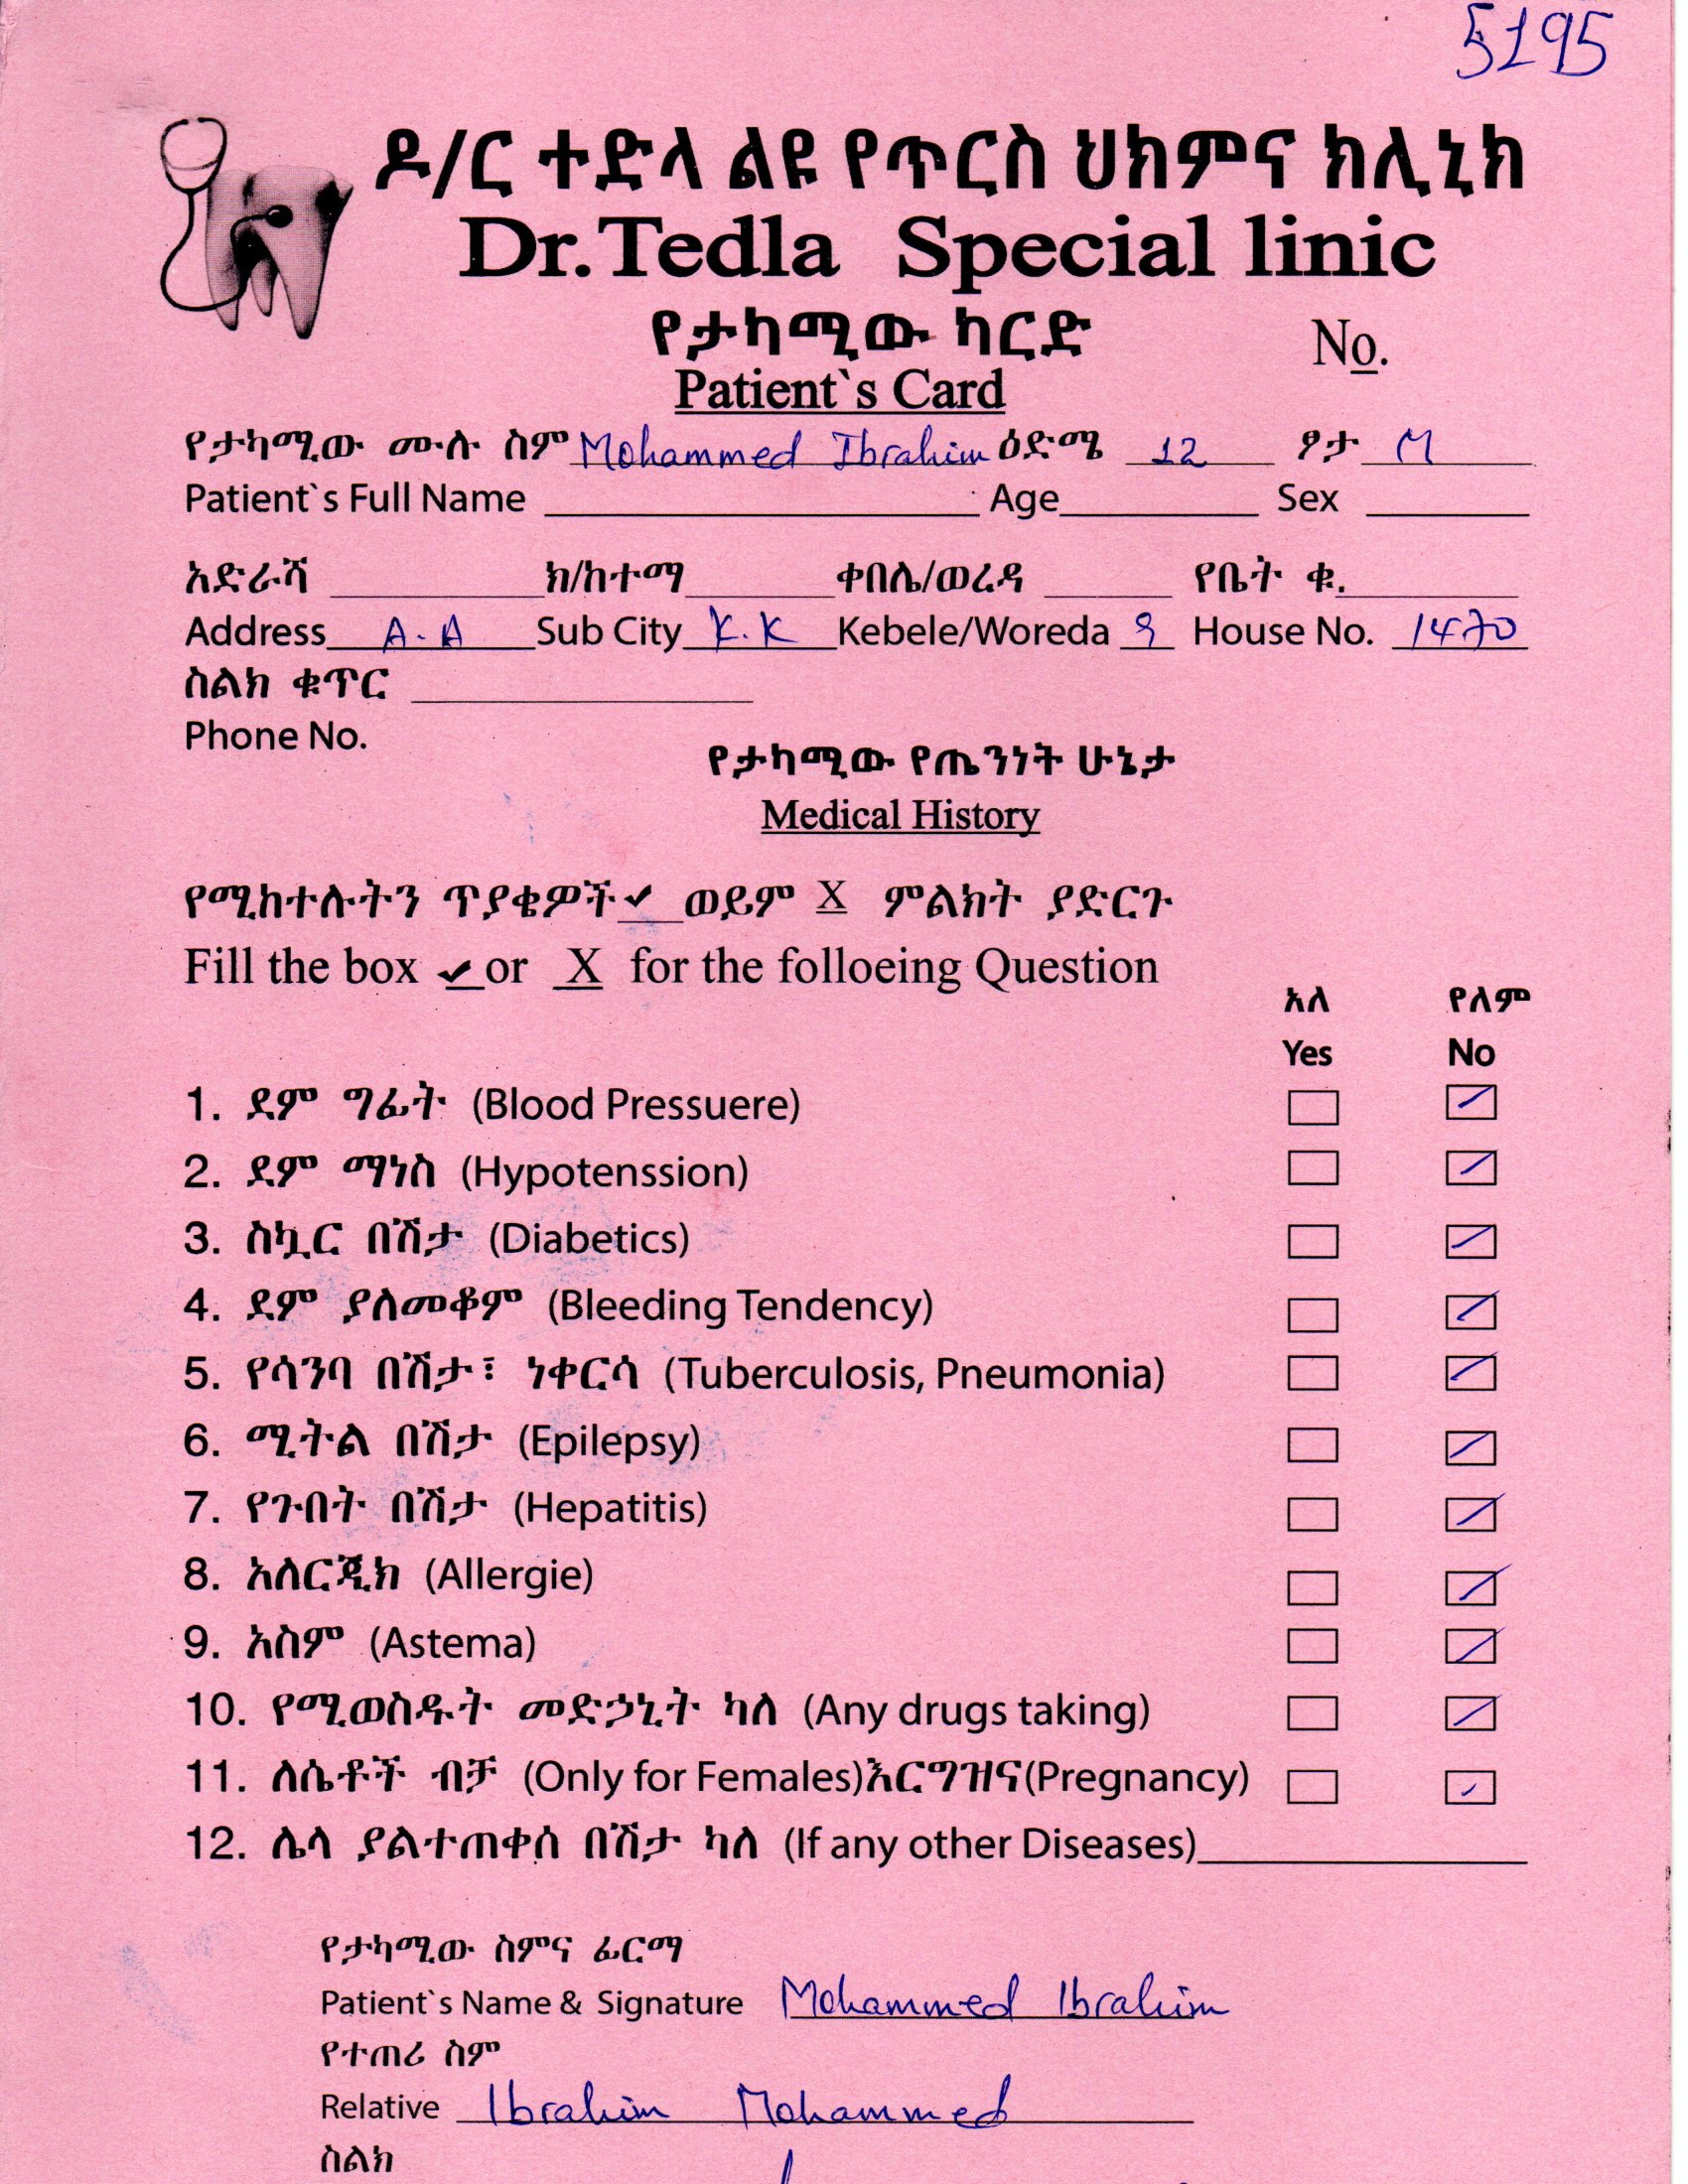 5195
ዶ/ር ተድላ ልዩ የጥርስ ህክምና ክሊኒክ
Dr.Tedla Special linic
የታካሚው ካርድ
No.
Patient`s Card
የታካሚው ሙሉ ስም Mohammed Ibrahim ዕድሜ 12 ፆታ M
Patient`s Full Name Age Sex
አድራሻ ክ/ከተማ ቀበሌ/ወረዳ የቤት ቁ.
Address A.A Sub City K.K Kebele/Woreda 9 House No. 1470
ስልክ ቁጥር
Phone No.
የታካሚው የጤንነት ሁኔታ
Medical History
የሚከተሉትን ጥያቄዎች ✔ ወይም X ምልክት ያድርጉ
Fill the box ✔ or X for the folloeing Question
አለ የለም
Yes No
1. ደም ግፊት (Blood Pressuere)
2. ደም ማነስ (Hypotenssion)
3. ስኳር በሽታ (Diabetics)
4. ደም ያለመቆም (Bleeding Tendency)
5. የሳንባ በሽታ፣ ነቀርሳ (Tuberculosis, Pneumonia)
6. ሚትል በሽታ (Epilepsy)
7. የጉበት በሽታ (Hepatitis)
8. አለርጂክ (Allergie)
9. አስም (Astema)
10. የሚወስዱት መድኃኒት ካለ (Any drugs taking)
11. ለሴቶች ብቻ (Only for Females)እርግዝና(Pregnancy)
12. ሌላ ያልተጠቀሰ በሽታ ካለ (If any other Diseases)
የታካሚው ስምና ፊርማ
Patient`s Name & Signature Mohammed Ibrahim
የተጠሪ ስም
Relative Ibrahim Mohammed
ስልክ